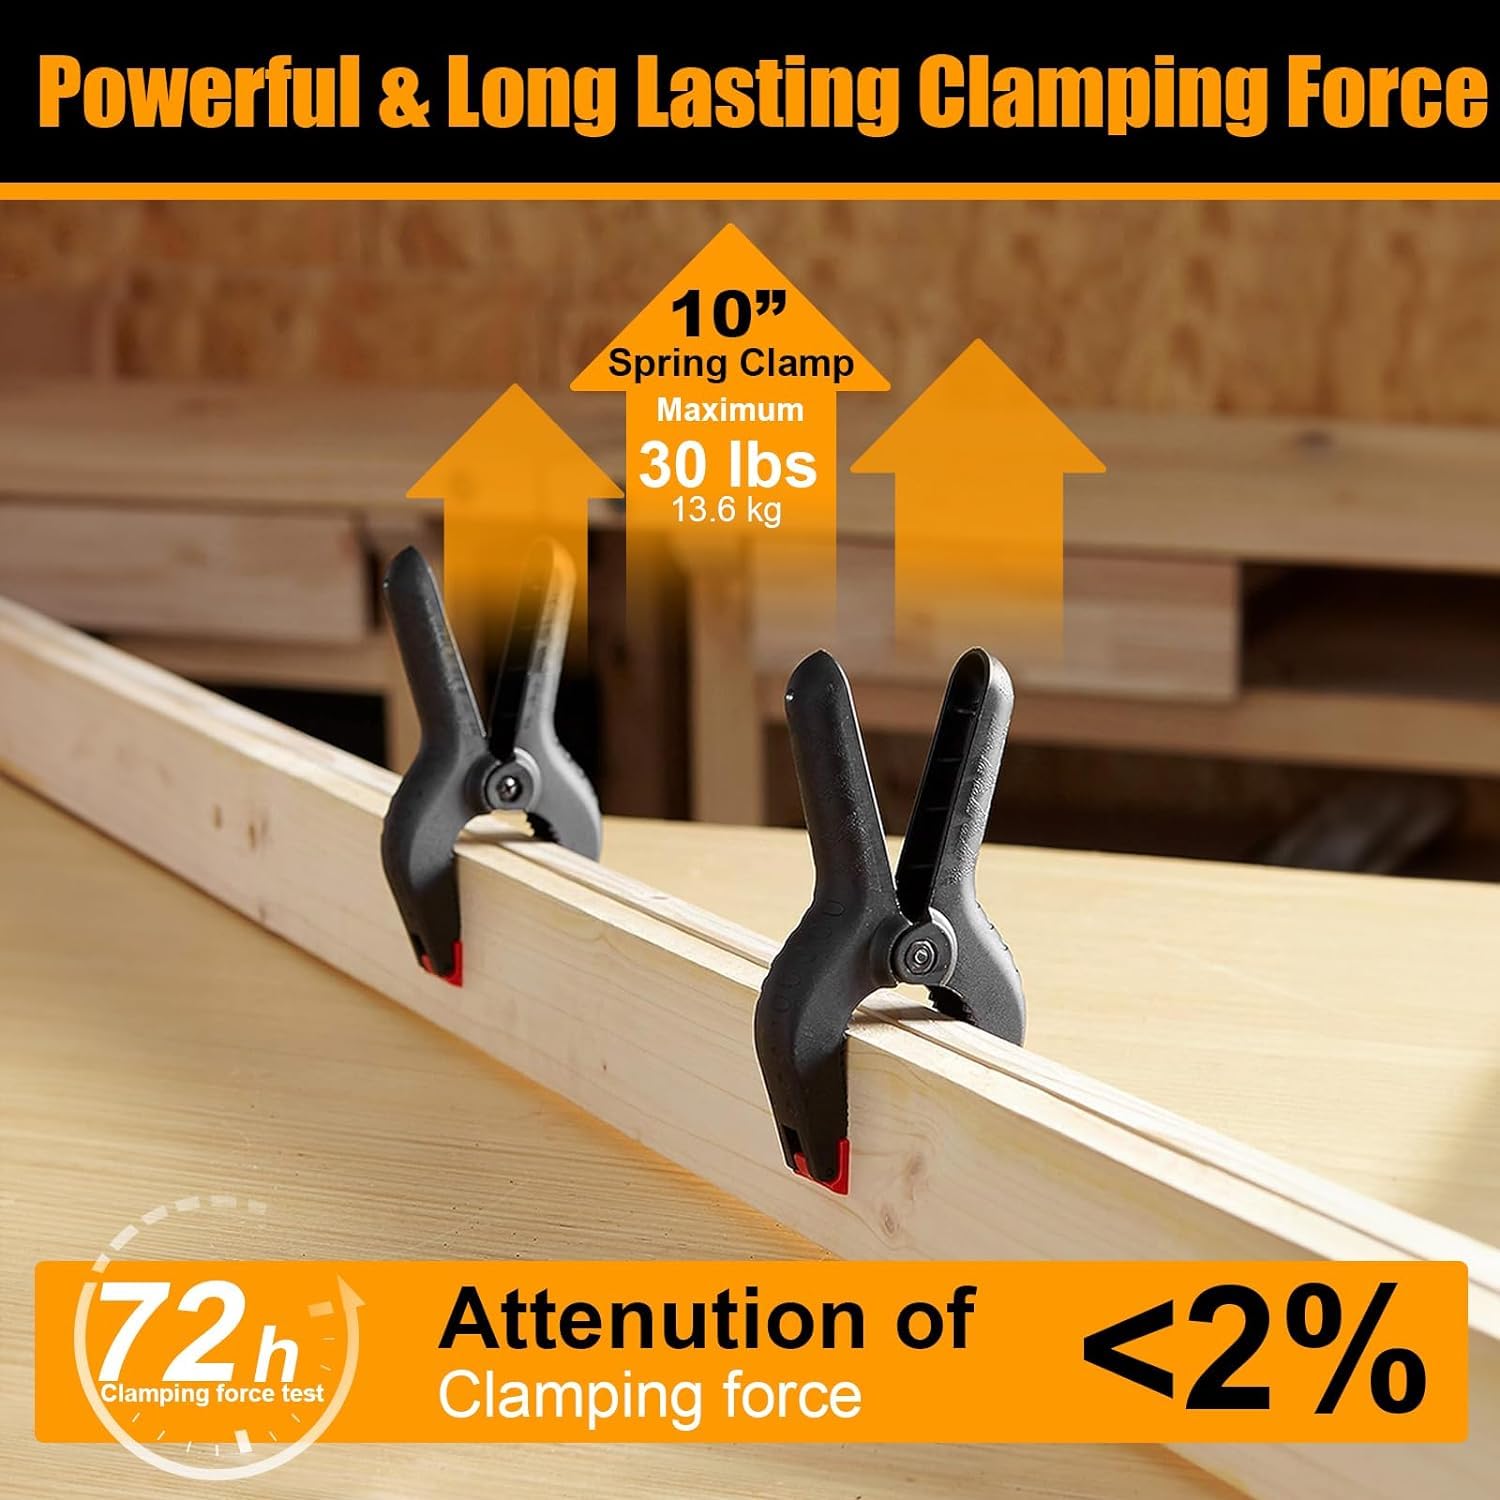 Powerful & Long Lasting Clamping Force
10”
Spring Clamp
Maximum
30 lbs
13.6 kg
72h
Clamping force test
Attenution of
Clamping force
<2%